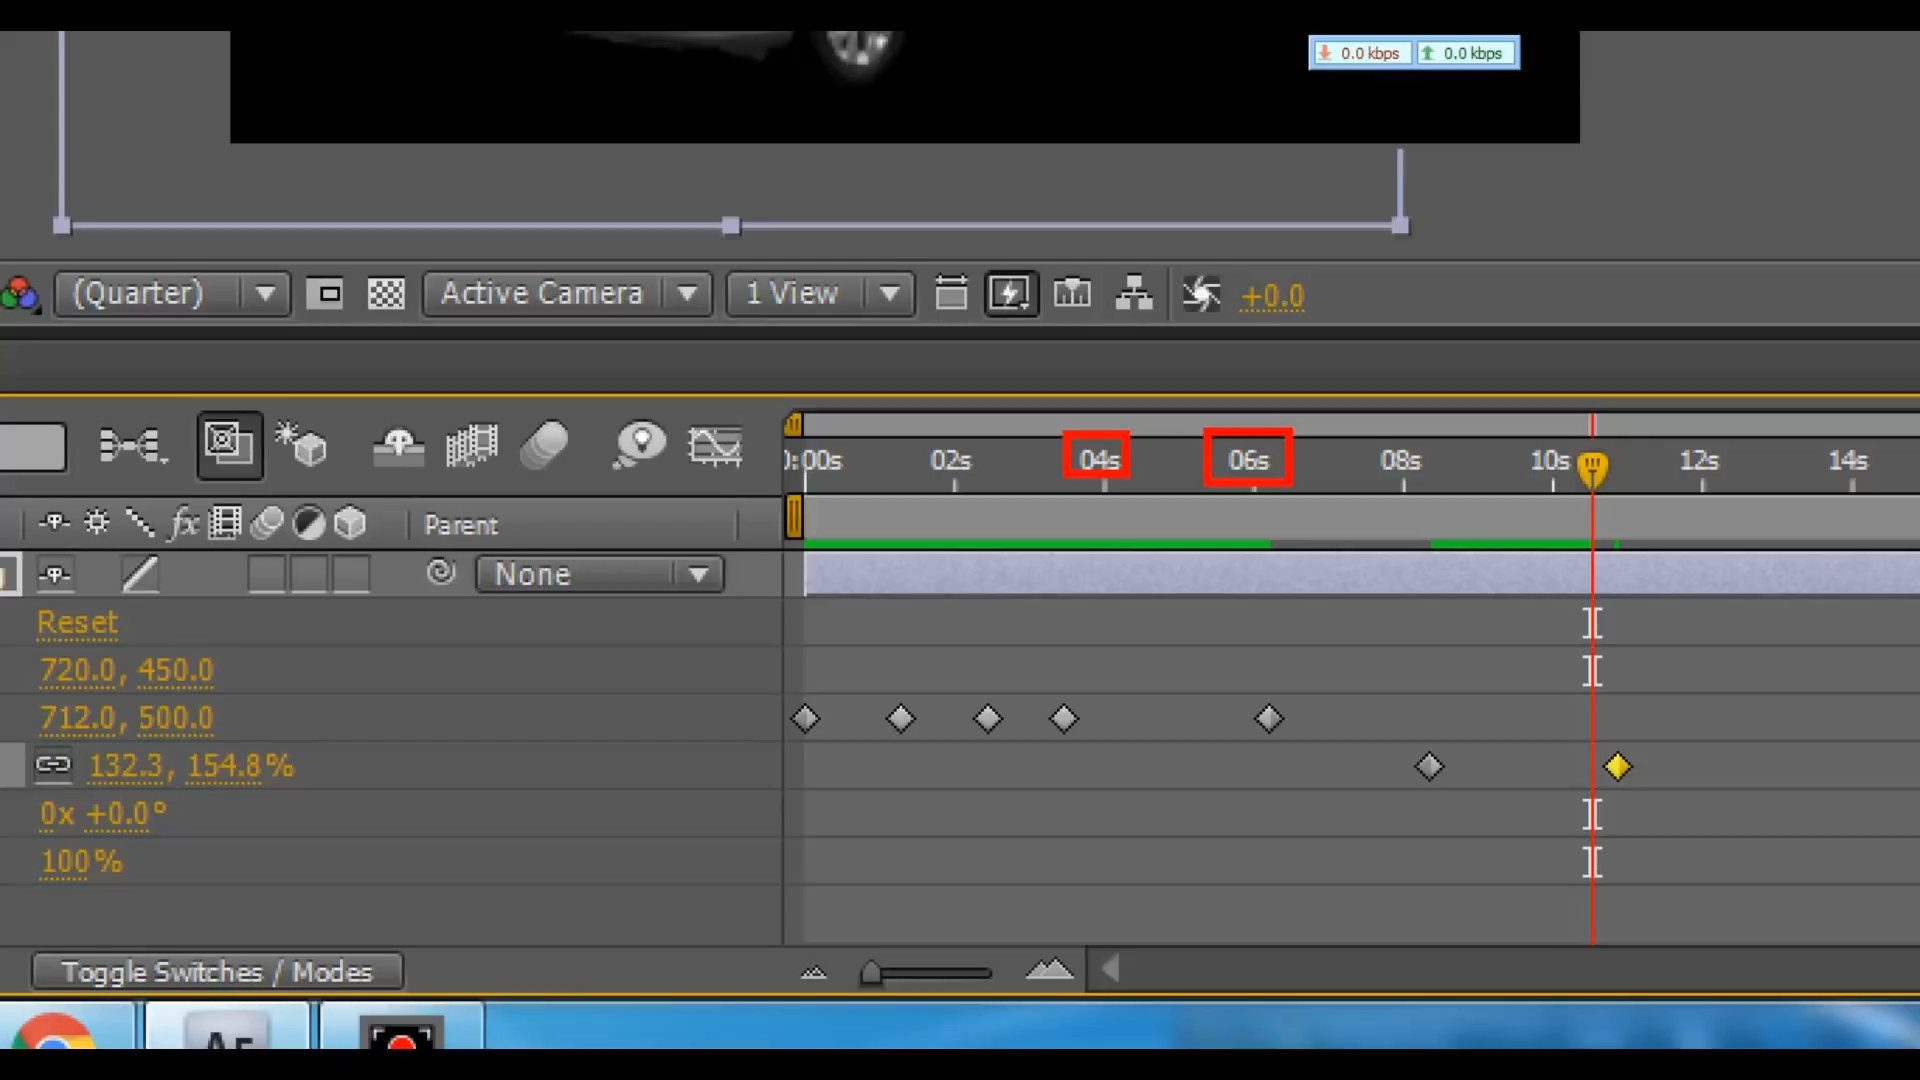 0.0 kbps 0.0 kbps
(Quarter) Active Camera 1 View +0.0
0:00s 02s 04s 06s 08s 10s 12s 14s
fx Parent
None
Reset
720.0, 450.0
712.0, 500.0
132.3, 154.8%
0x +0.0°
100%
Toggle Switches / Modes